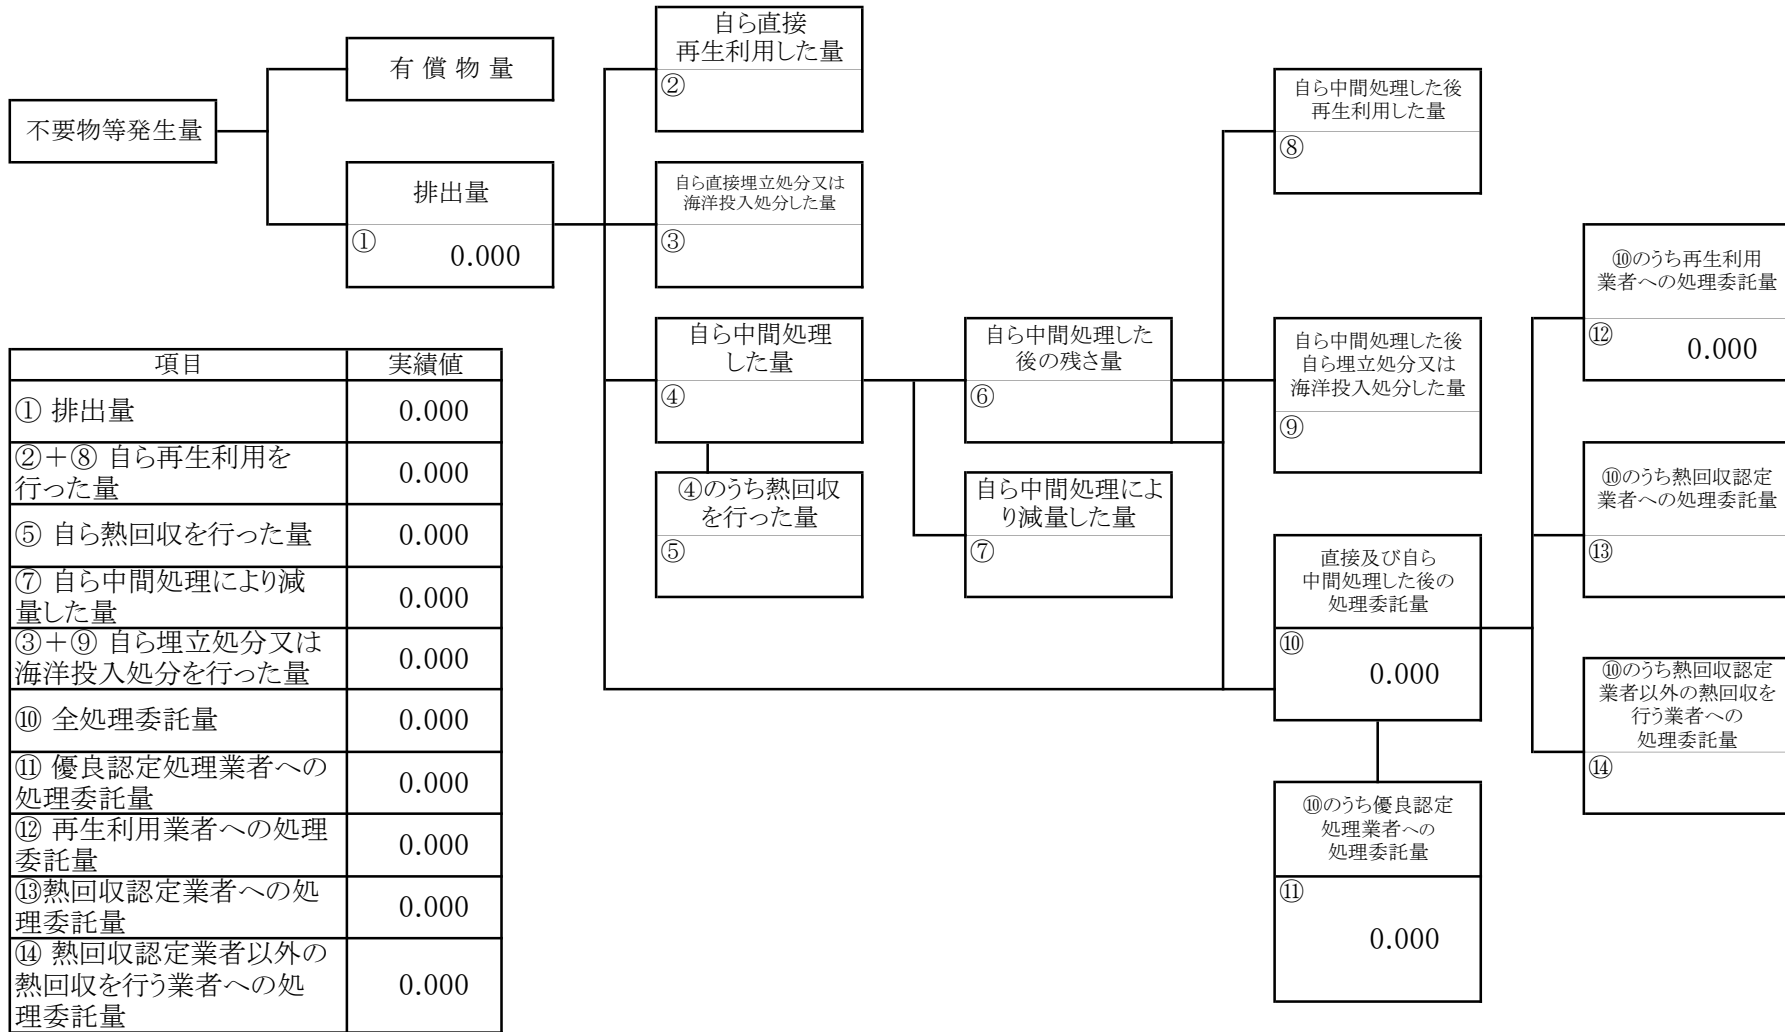 不要物等発生量
有 償 物 量
排出量
①
0.000
自ら直接
再生利用した量
②
自ら直接埋立処分又は
海洋投入処分した量
③
自ら中間処理
した量
④
④のうち熱回収
を行った量
⑤
自ら中間処理した
後の残さ量
⑥
自ら中間処理によ
り減量した量
⑦
自ら中間処理した後
再生利用した量
⑧
自ら中間処理した後
自ら埋立処分又は
海洋投入処分した量
⑨
直接及び自ら
中間処理した後の
処理委託量
⑩
0.000
⑩のうち優良認定
処理業者への
処理委託量
⑪
0.000
⑩のうち再生利用
業者への処理委託量
⑫
0.000
⑩のうち熱回収認定
業者への処理委託量
⑬
⑩のうち熱回収認定
業者以外の熱回収を
行う業者への
処理委託量
⑭
項目 実績値
① 排出量 0.000
②＋⑧ 自ら再生利用を
行った量 0.000
⑤ 自ら熱回収を行った量 0.000
⑦ 自ら中間処理により減
量した量 0.000
③＋⑨ 自ら埋立処分又は
海洋投入処分を行った量 0.000
⑩ 全処理委託量 0.000
⑪ 優良認定処理業者への
処理委託量 0.000
⑫ 再生利用業者への処理
委託量 0.000
⑬熱回収認定業者への処
理委託量 0.000
⑭ 熱回収認定業者以外の
熱回収を行う業者への処
理委託量 0.000